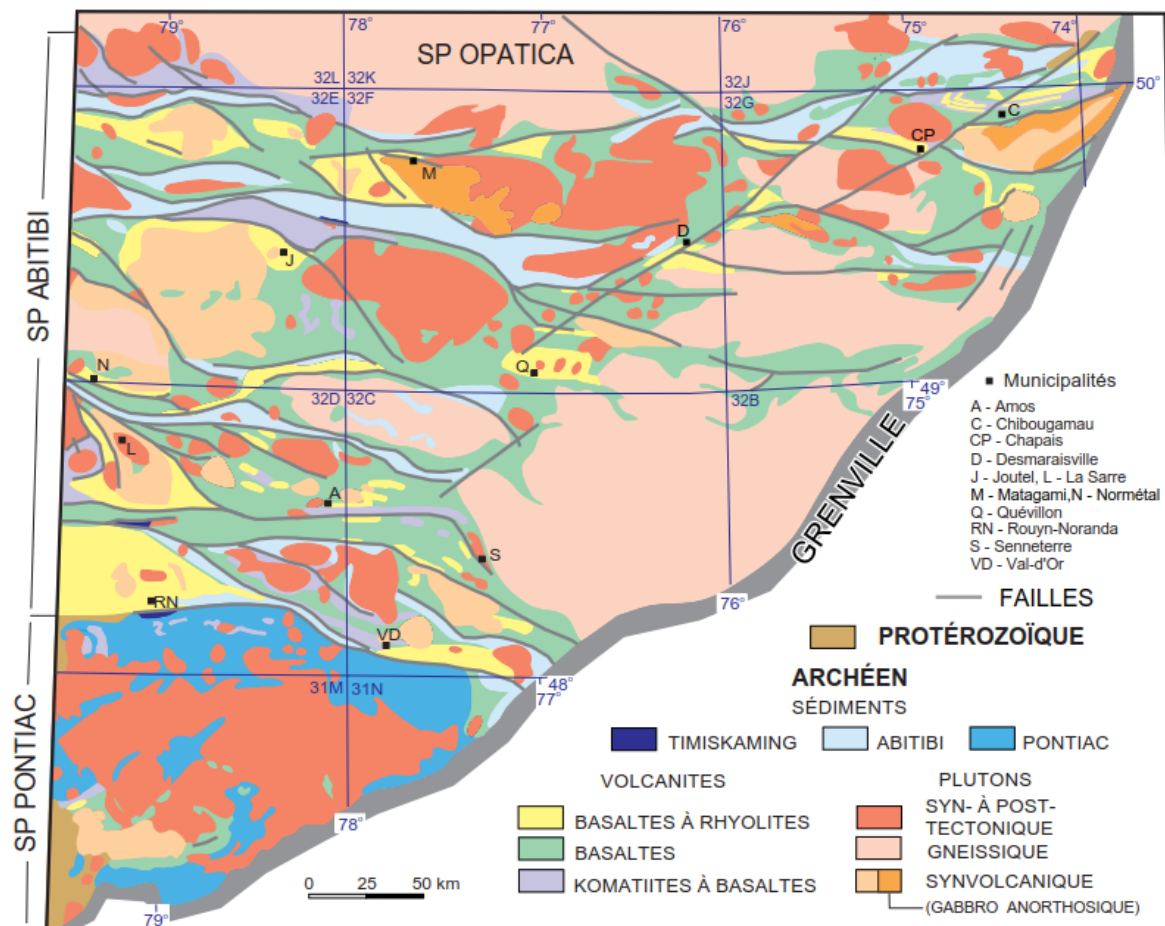 79°
78°
77°
76°
75°
74°
SP OPATICA
32L 32K
32E 32F
32J
32G
50°
C
CP
M
D
J
SP ABITIBI
N
Q
32D 32C
32B
49°
75°
L
A
S
RN
VD
GRENVILLE
76°
31M 31N
48°
77°
SP PONTIAC
78°
79°
0 25 50 km
Municipalités
A - Amos
C - Chibougamau
CP - Chapais
D - Desmaraisville
J - Joutel, L - La Sarre
M - Matagami,N - Normétal
Q - Quévillon
RN - Rouyn-Noranda
S - Senneterre
VD - Val-d'Or
FAILLES
PROTÉROZOÏQUE
ARCHÉEN
SÉDIMENTS
TIMISKAMING
ABITIBI
PONTIAC
VOLCANITES
BASALTES À RHYOLITES
BASALTES
KOMATIITES À BASALTES
PLUTONS
SYN- À POST-
TECTONIQUE
GNEISSIQUE
SYNVOLCANIQUE
(GABBRO ANORTHOSIQUE)